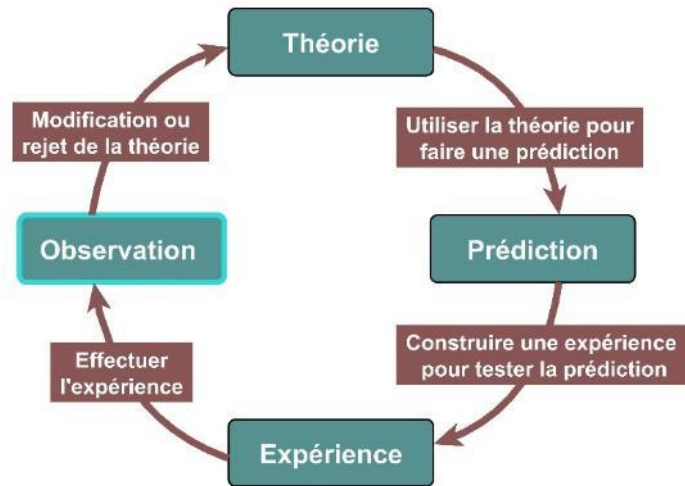 Théorie
Modification ou
rejet de la théorie
Utiliser la théorie pour
faire une prédiction
Observation
Prédiction
Effectuer
l'expérience
Construire une expérience
pour tester la prédiction
Expérience